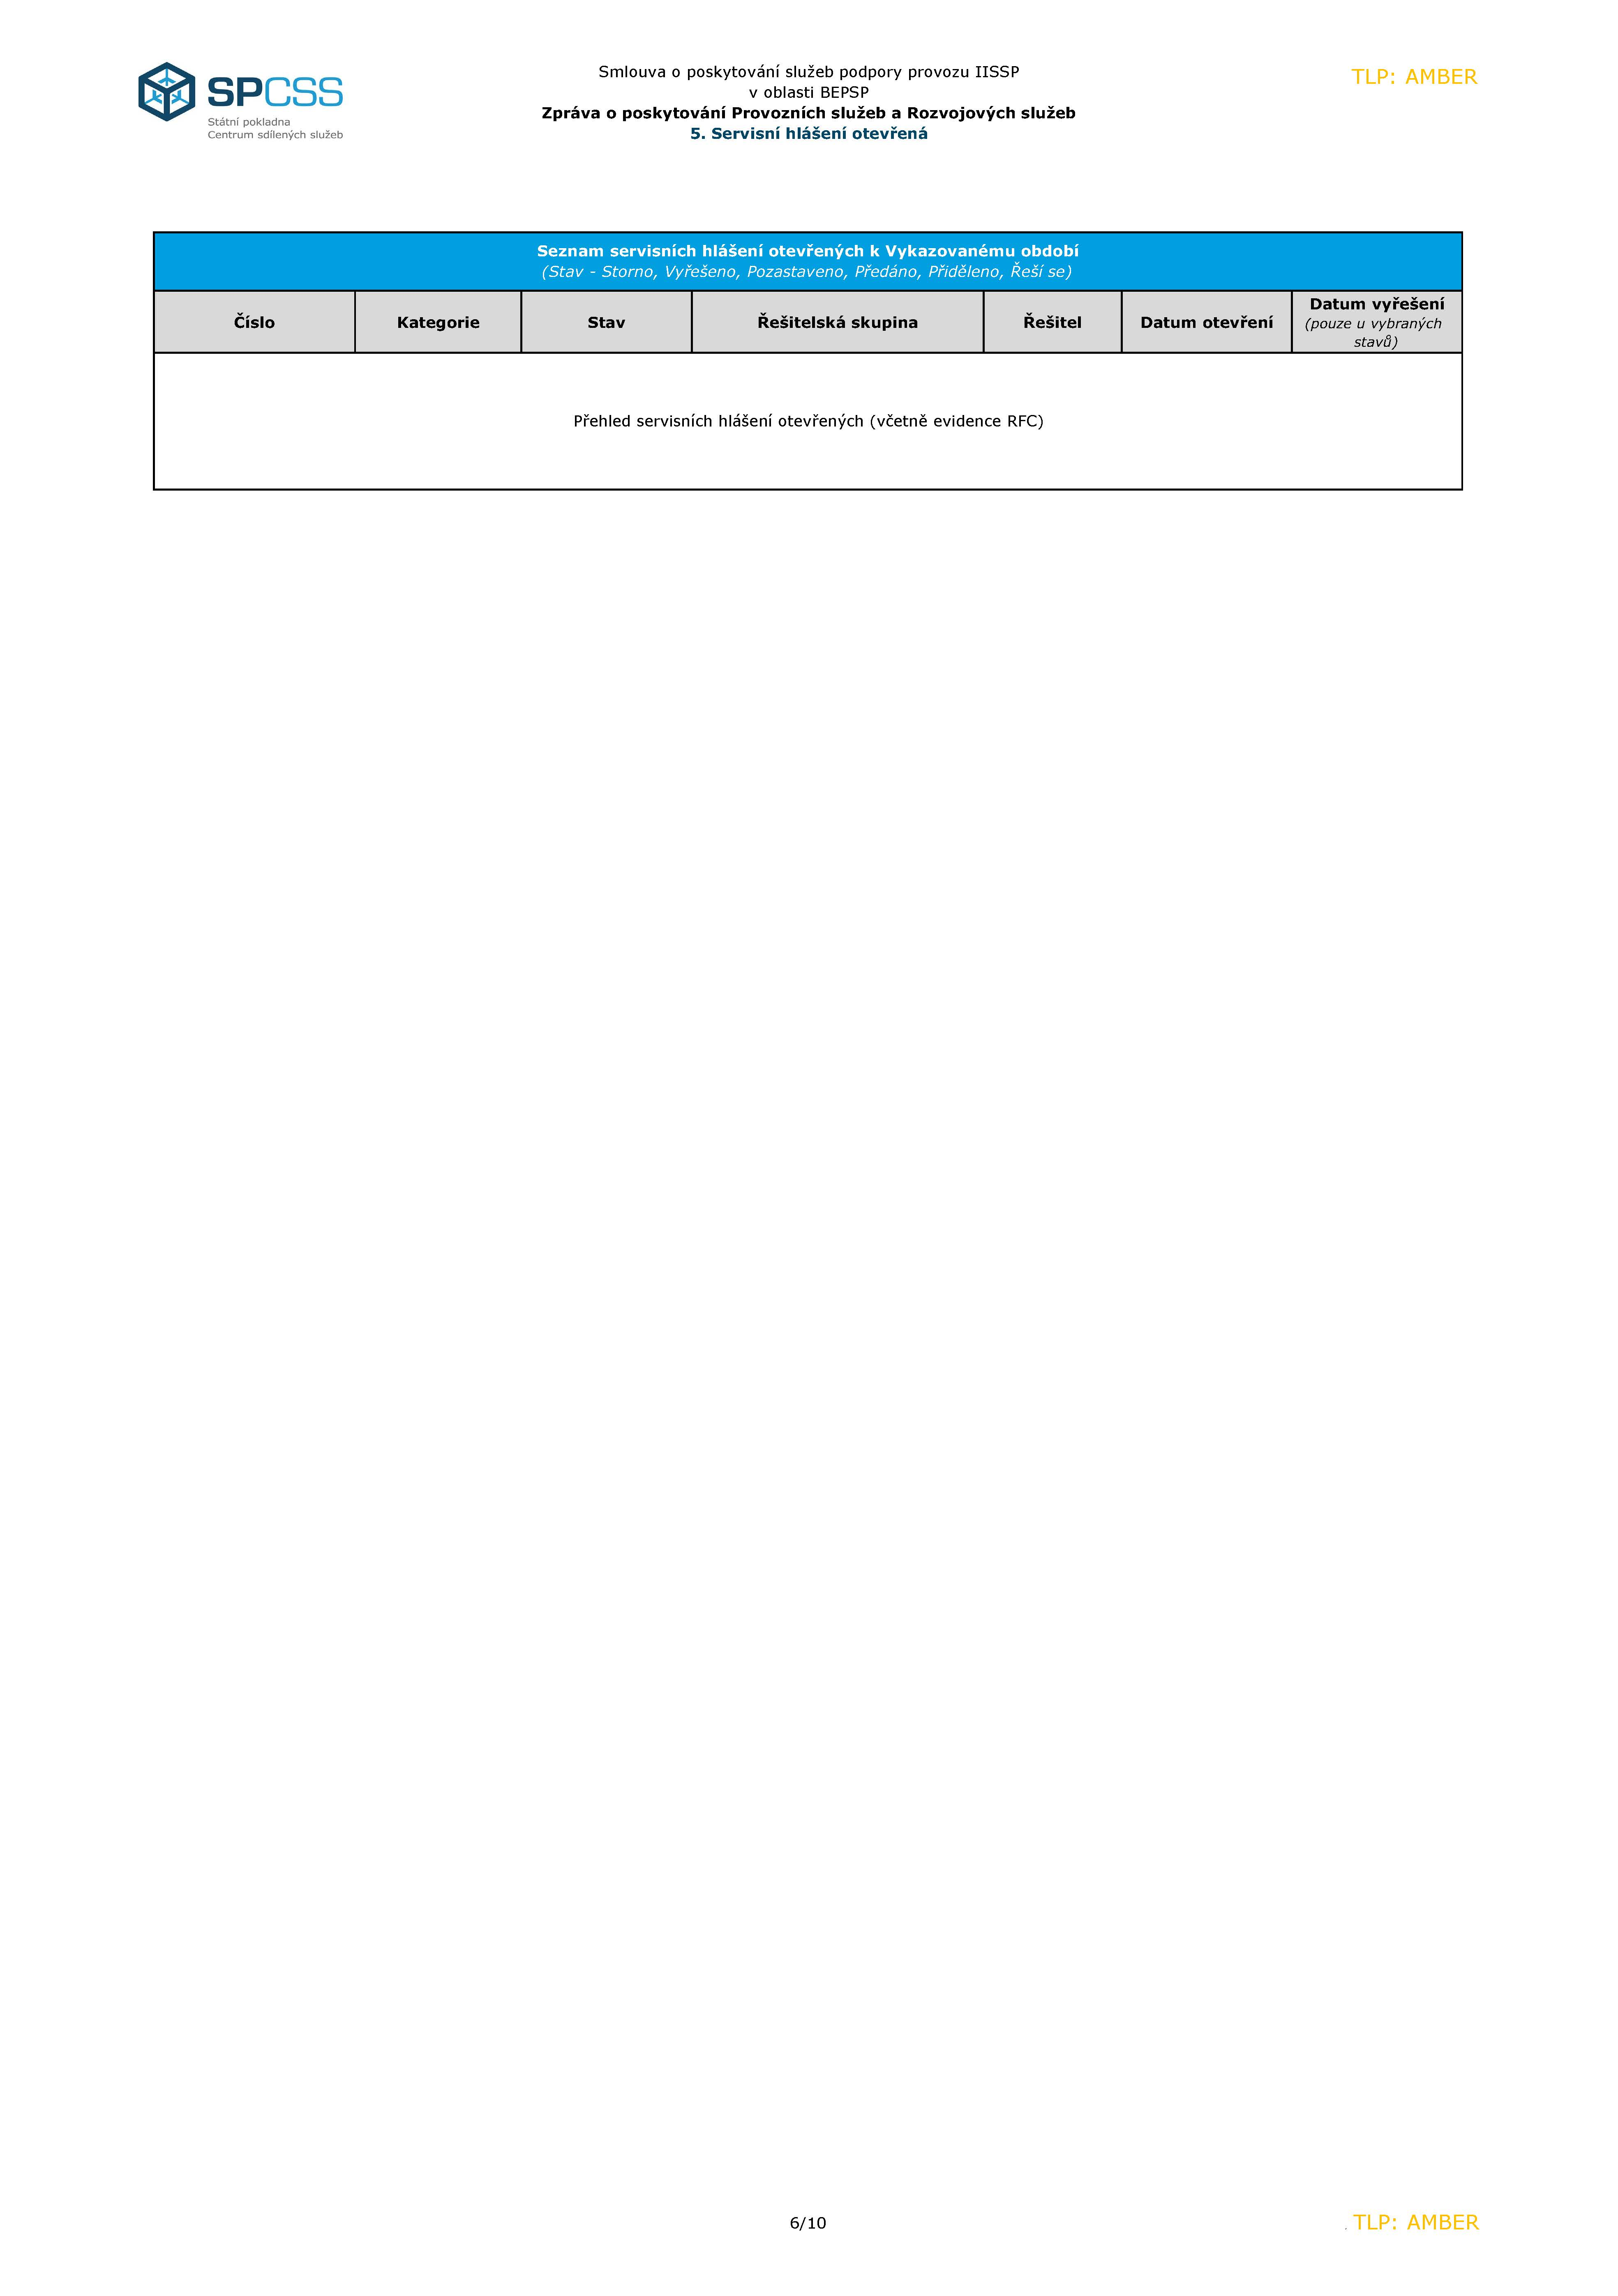 SPCSS
Státní pokladna
Centrum sdílených služeb
Smlouva o poskytování služeb podpory provozu IISSP
v oblasti BEPSP
Zpráva o poskytování Provozních služeb a Rozvojových služeb
5. Servisní hlášení otevřená
TLP: AMBER
Seznam servisních hlášení otevřených k Vykazovanému období
(Stav - Storno, Vyřešeno, Pozastaveno, Předáno, Přiděleno, Řeší se)
Číslo
Kategorie
Stav
Řešitelská skupina
Řešitel
Datum otevření
Datum vyřešení
(pouze u vybraných
stavů)
Přehled servisních hlášení otevřených (včetně evidence RFC)
6/10
. TLP: AMBER